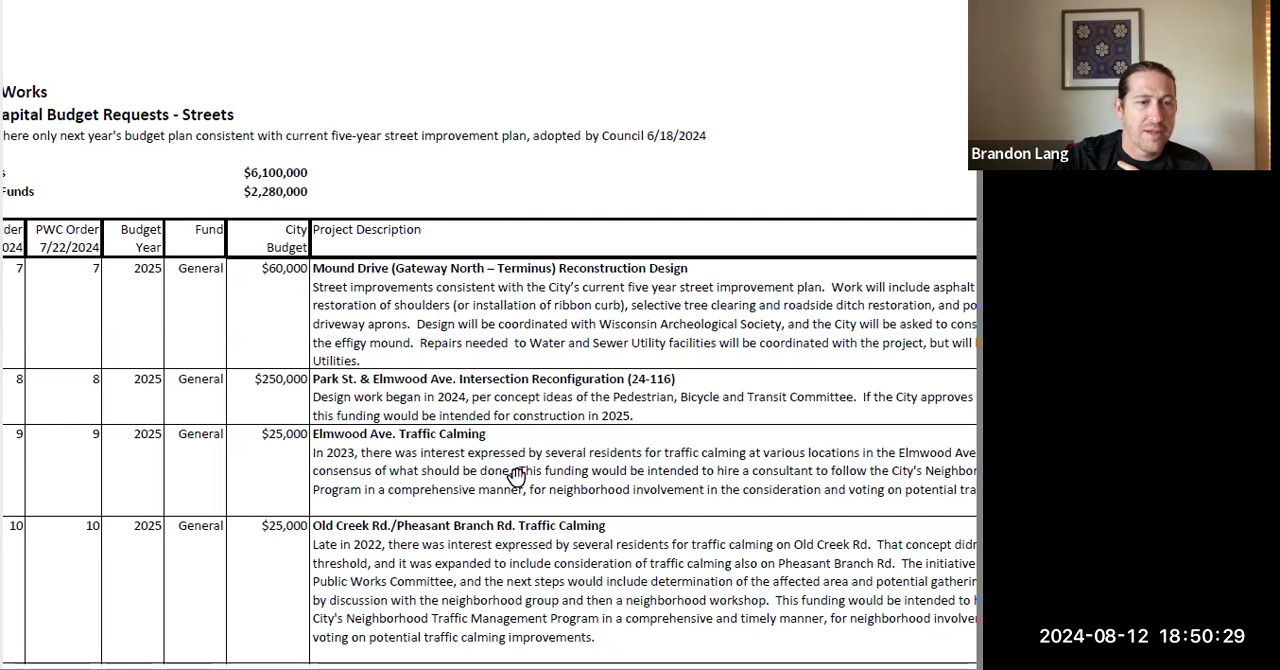 Works
apital Budget Requests - Streets
here only next year's budget plan consistent with current five-year street improvement plan, adopted by Council 6/18/2024
s $6,100,000
Funds $2,280,000
der PWC Order Budget Fund City Project Description
024 7/22/2024 Year Budget
7 7 2025 General $60,000 Mound Drive (Gateway North – Terminus) Reconstruction Design
Street improvements consistent with the City's current five year street improvement plan. Work will include asphalt
restoration of shoulders (or installation of ribbon curb), selective tree clearing and roadside ditch restoration, and po
driveway aprons. Design will be coordinated with Wisconsin Archeological Society, and the City will be asked to cons
the effigy mound. Repairs needed to Water and Sewer Utility facilities will be coordinated with the project, but will
Utilities.
8 8 2025 General $250,000 Park St. & Elmwood Ave. Intersection Reconfiguration (24-116)
Design work began in 2024, per concept ideas of the Pedestrian, Bicycle and Transit Committee. If the City approves
this funding would be intended for construction in 2025.
9 9 2025 General $25,000 Elmwood Ave. Traffic Calming
In 2023, there was interest expressed by several residents for traffic calming at various locations in the Elmwood Ave
consensus of what should be done. This funding would be intended to hire a consultant to follow the City's Neighbor
Program in a comprehensive manner, for neighborhood involvement in the consideration and voting on potential tra
10 10 2025 General $25,000 Old Creek Rd./Pheasant Branch Rd. Traffic Calming
Late in 2022, there was interest expressed by several residents for traffic calming on Old Creek Rd. That concept didn
threshold, and it was expanded to include consideration of traffic calming also on Pheasant Branch Rd. The initiative
Public Works Committee, and the next steps would include determination of the affected area and potential gatherin
by discussion with the neighborhood group and then a neighborhood workshop. This funding would be intended to h
City's Neighborhood Traffic Management Program in a comprehensive and timely manner, for neighborhood involve
voting on potential traffic calming improvements.
Brandon Lang
2024-08-12 18:50:29